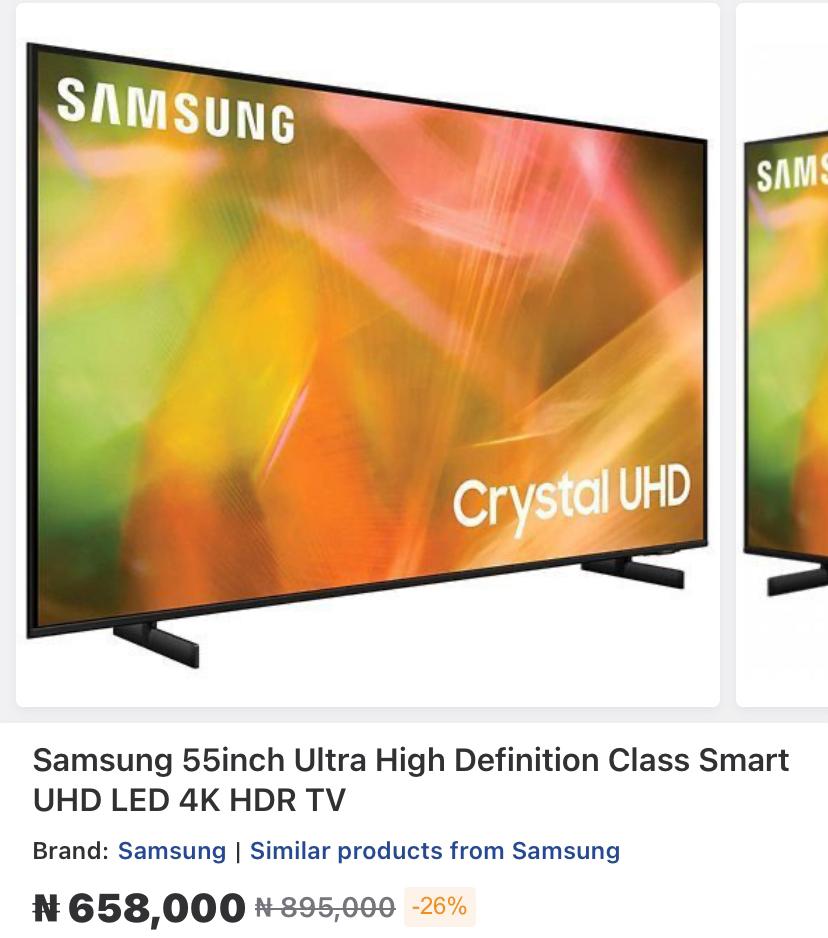 SAMSUNG
Crystal UHD
SAMS
Samsung 55inch Ultra High Definition Class Smart
UHD LED 4K HDR TV
Brand: Samsung | Similar products from Samsung
₦ 658,000 ₦ 895,000 -26%